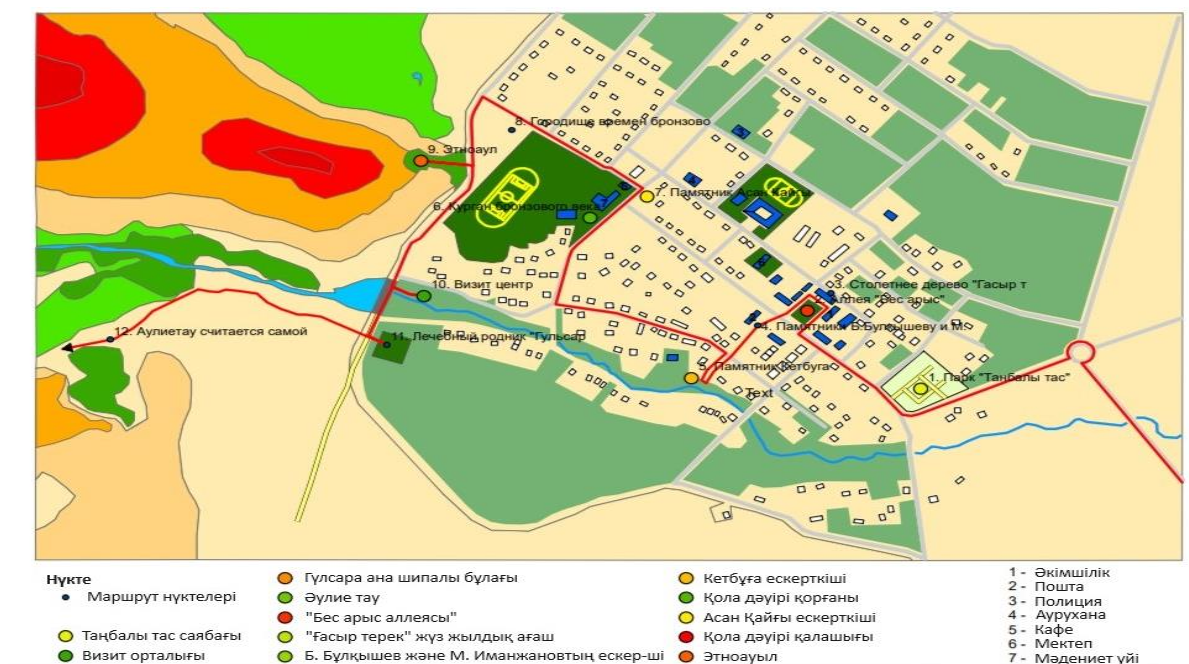 8. Городище времен бронзово
9. Этноаул
7. Памятник Асан Кайгы
6. Курган бронзового века
10. Визит центр
3. Столетнее дерево "Гасыр т
2. Аллея "Бес арыс"
4. Памятники Б.Булкышеву и М.
12. Аулиетау считается самой
11. Лечебный родник "Гульсар
5. Памятник Кетбуга
1. Парк "Танбалы тас"
Text
Нүкте
Маршрут нүктелері
Таңбалы тас саябағы
Визит орталығы
Гүлсара ана шипалы бұлағы
Әулие тау
"Бес арыс аллеясы"
"Ғасыр терек" жүз жылдық ағаш
Б. Бұлқышев және М. Иманжановтың ескер-ші
Кетбұға ескерткіші
Қола дәуірі қорғаны
Асан Қайғы ескерткіші
Қола дәуірі қалашығы
Этноауыл
1 - Әкімшілік
2 - Пошта
3 - Полиция
4 - Аурухана
5 - Кафе
6 - Мектеп
7 - Мәдениет үйі